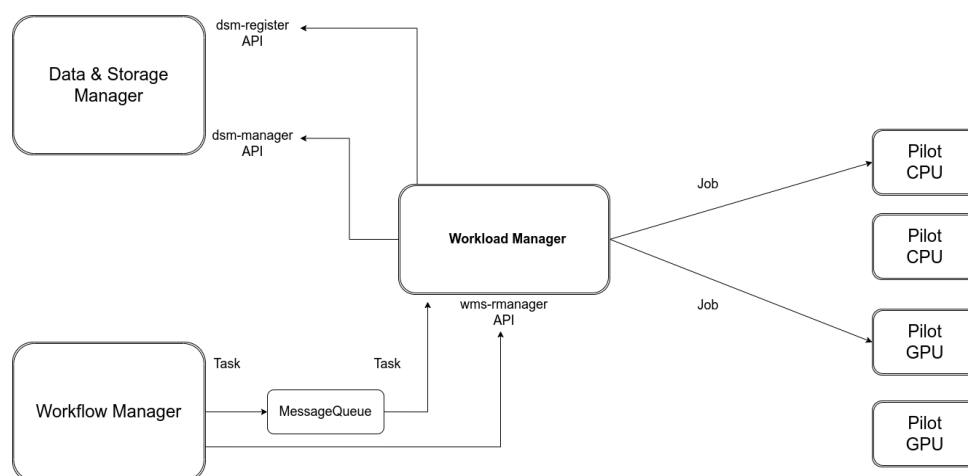 dsm-register
API
Data & Storage
Manager
dsm-manager
API
Pilot
CPU
Job
Pilot
CPU
Workload Manager
wms-rmanager
API
Job
Pilot
GPU
Task
Task
Workflow Manager
MessageQueue
Pilot
GPU